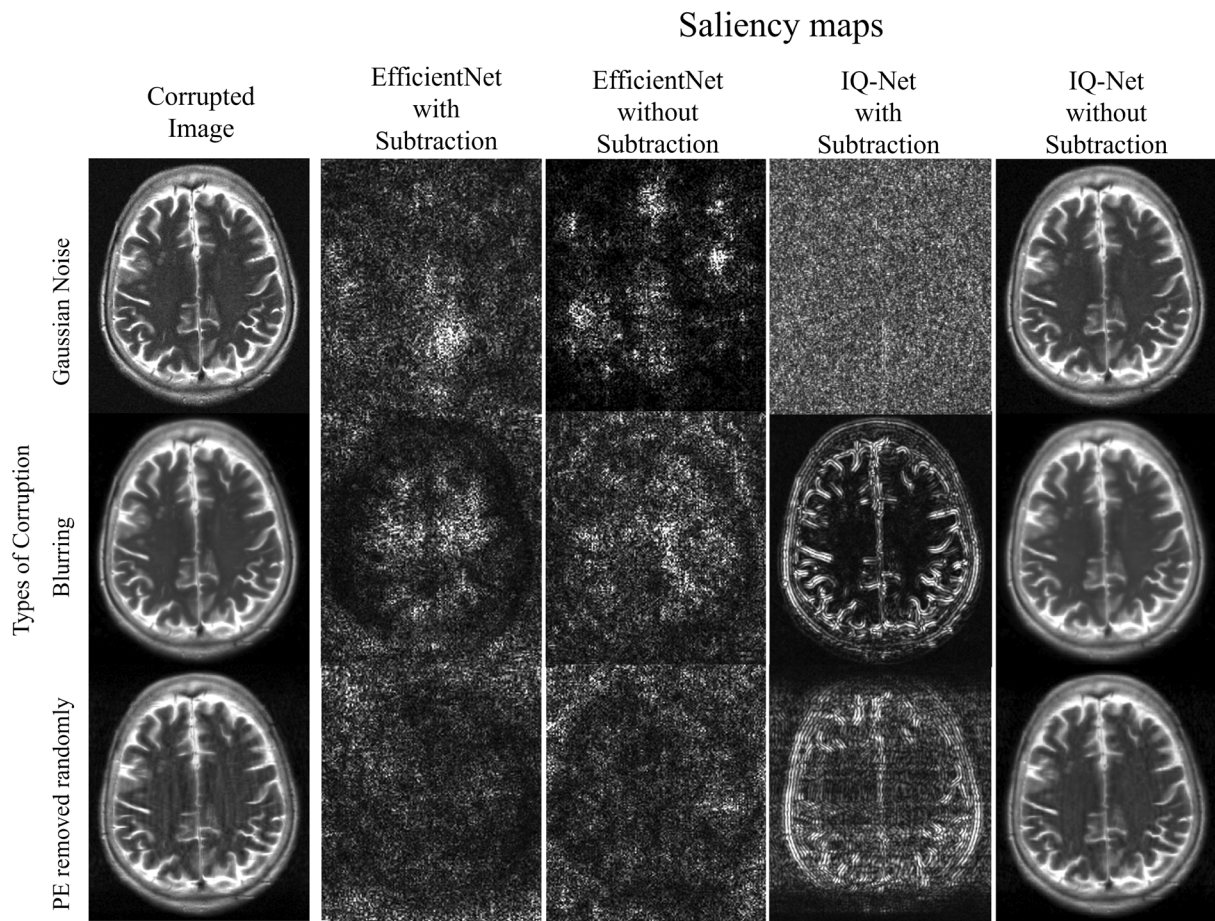 Saliency maps
Corrupted
Image
EfficientNet
with
Subtraction
EfficientNet
without
Subtraction
IQ-Net
with
Subtraction
IQ-Net
without
Subtraction
Types of Corruption
Gaussian Noise
Blurring
PE removed randomly